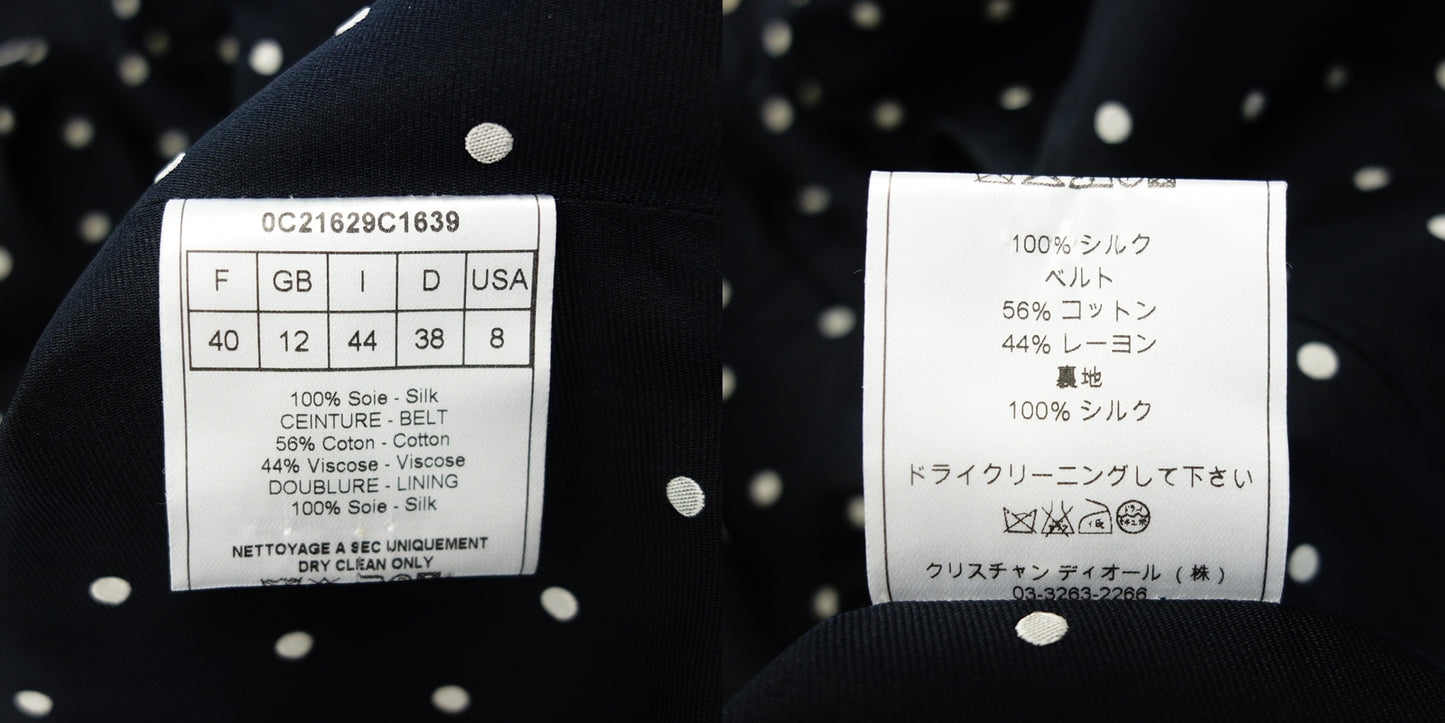 0C21629C1639
F GB I D USA
40 12 44 38 8
100% Soie - Silk
CEINTURE - BELT
56% Coton - Cotton
44% Viscose - Viscose
DOUBLURE - LINING
100% Soie - Silk
NETTOYAGE A SEC UNIQUEMENT
DRY CLEAN ONLY
100% シルク
ベルト
56% コットン
44% レーヨン
裏地
100% シルク
ドライクリーニングして下さい
クリスチャン ディオール (株)
03-3263-2266